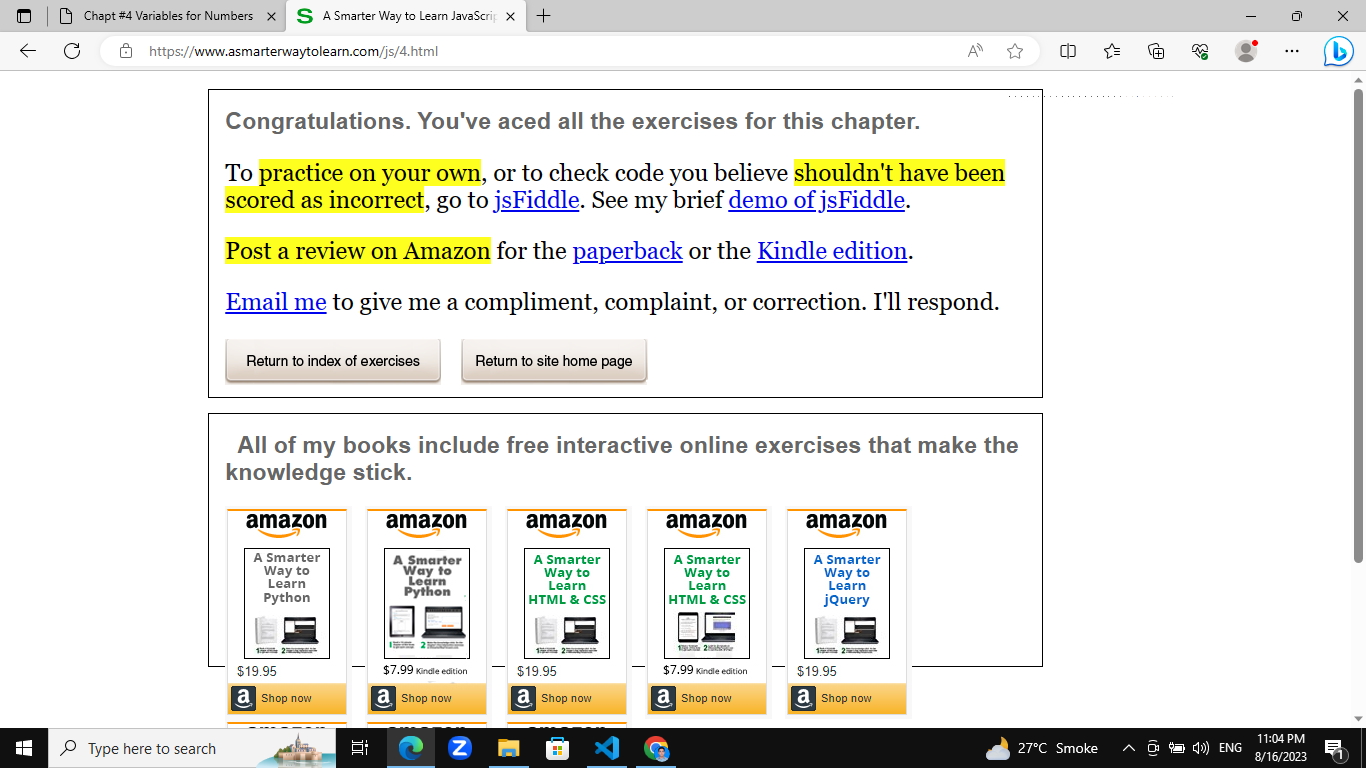 Chapt #4 Variables for Numbers
A Smarter Way to Learn JavaScrip
https://www.asmarterwaytolearn.com/js/4.html
Congratulations. You've aced all the exercises for this chapter.
To practice on your own, or to check code you believe shouldn't have been
scored as incorrect, go to jsFiddle. See my brief demo of jsFiddle.
Post a review on Amazon for the paperback or the Kindle edition.
Email me to give me a compliment, complaint, or correction. I'll respond.
Return to index of exercises
Return to site home page
All of my books include free interactive online exercises that make the
knowledge stick.
amazon amazon amazon amazon amazon
A Smarter
Way to
Learn
Python
A Smarter
Way to
Learn
Python
A Smarter
Way to
Learn
HTML & CSS
A Smarter
Way to
Learn
HTML & CSS
A Smarter
Way to
Learn
jQuery
$19.95 $7.99 Kindle edition $19.95 $7.99 Kindle edition $19.95
Shop now Shop now Shop now Shop now Shop now
Type here to search
27°C Smoke
ENG
11:04 PM
8/16/2023
1